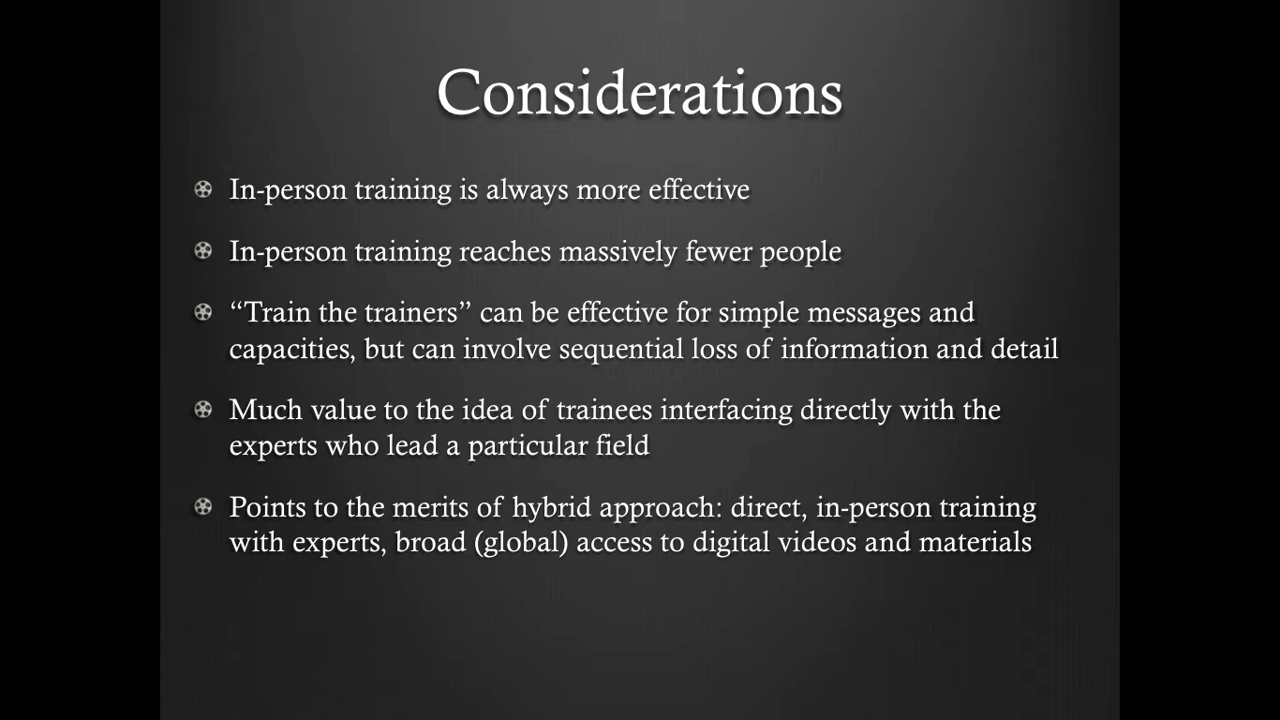 Considerations
In-person training is always more effective
In-person training reaches massively fewer people
“Train the trainers” can be effective for simple messages and
capacities, but can involve sequential loss of information and detail
Much value to the idea of trainees interfacing directly with the
experts who lead a particular field
Points to the merits of hybrid approach: direct, in-person training
with experts, broad (global) access to digital videos and materials